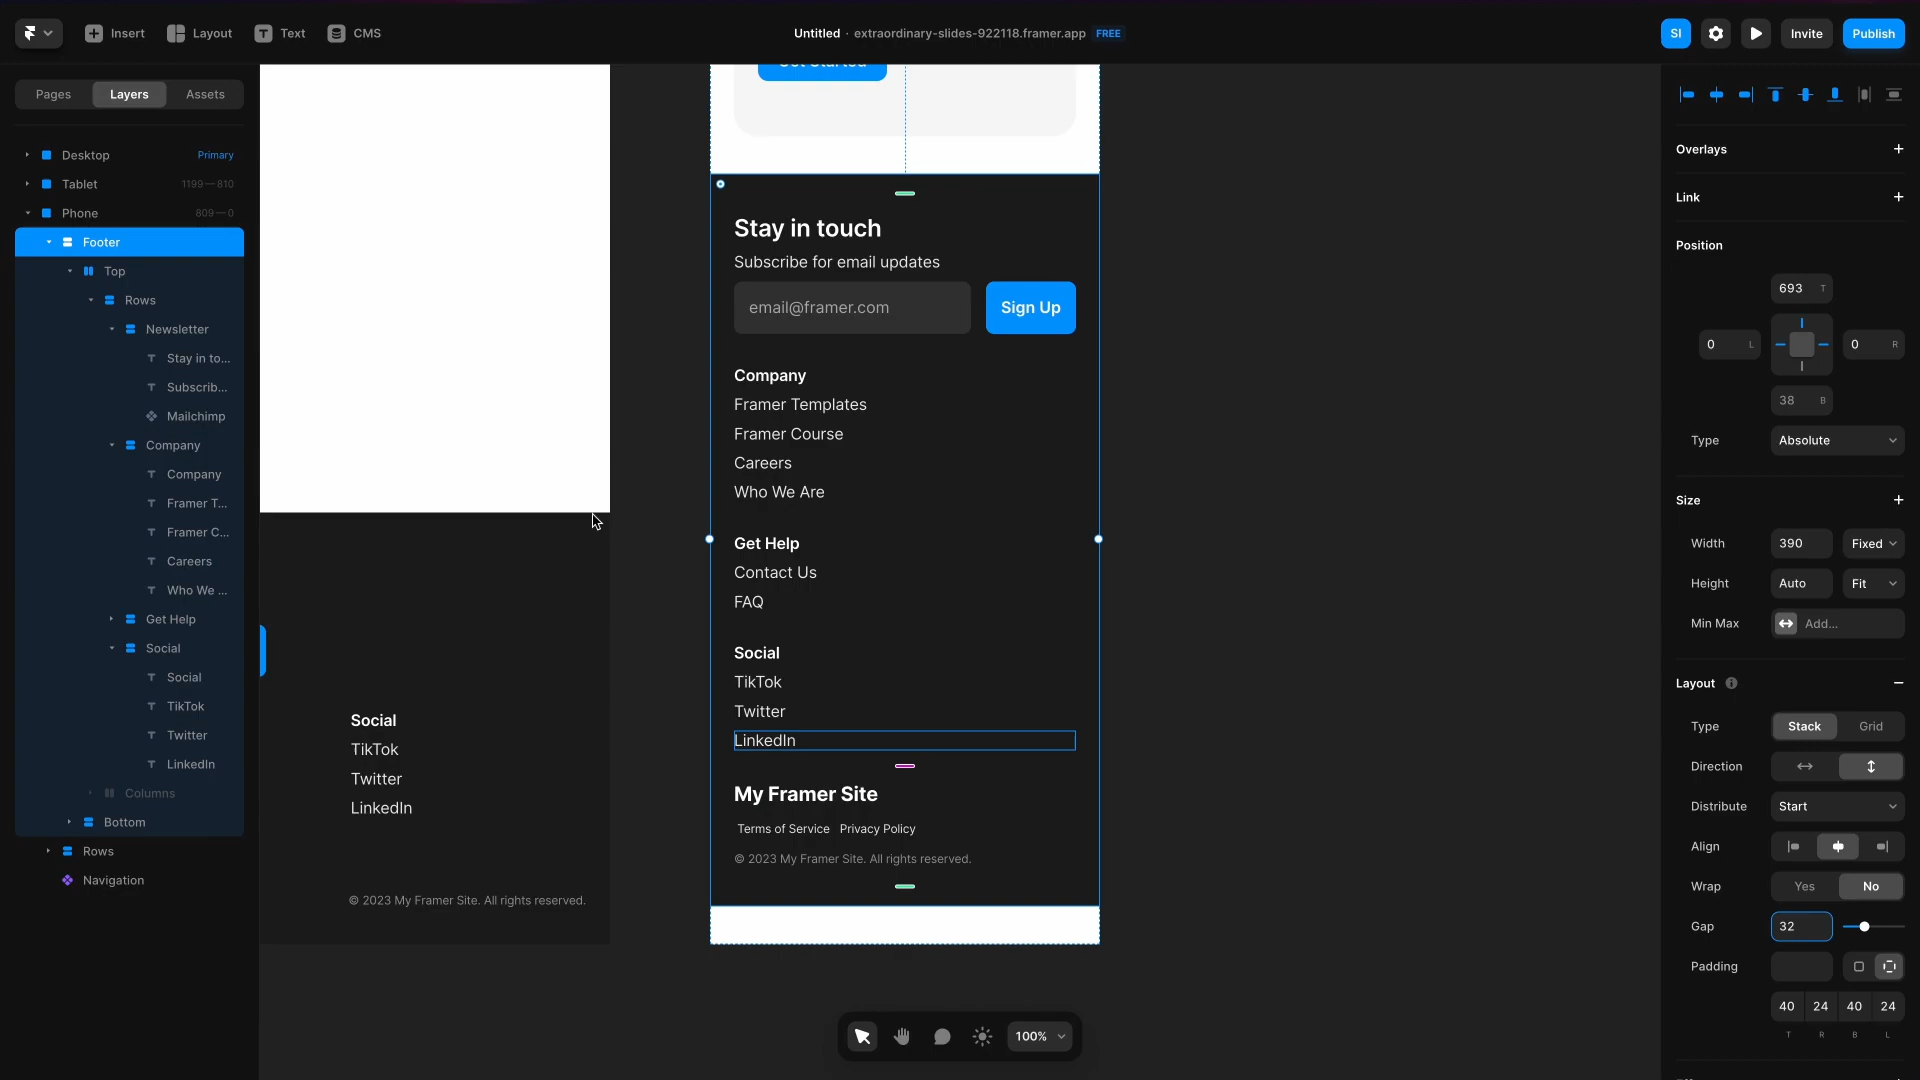 Insert
Layout
Text
CMS
Untitled · extraordinary-slides-922118.framer.app FREE
SI
Invite
Publish
Pages
Layers
Assets
Desktop
Primary
Tablet
1199—810
Phone
809—0
Footer
Top
Rows
Newsletter
Stay in to...
Subscrib...
Mailchimp
Company
Company
Framer T...
Framer C...
Careers
Who We ...
Get Help
Social
Social
TikTok
Twitter
LinkedIn
Columns
Bottom
Rows
Navigation
Social
TikTok
Twitter
LinkedIn
© 2023 My Framer Site. All rights reserved.
Get Started
Stay in touch
Subscribe for email updates
email@framer.com
Sign Up
Company
Framer Templates
Framer Course
Careers
Who We Are
Get Help
Contact Us
FAQ
Social
TikTok
Twitter
LinkedIn
My Framer Site
Terms of Service
Privacy Policy
© 2023 My Framer Site. All rights reserved.
100%
Overlays
Link
Position
693 T
0 L
0 R
38 B
Type
Absolute
Size
Width
390
Fixed
Height
Auto
Fit
Min Max
Add...
Layout
Type
Stack
Grid
Direction
Distribute
Start
Align
Wrap
Yes
No
Gap
32
Padding
40 24 40 24
T R B L